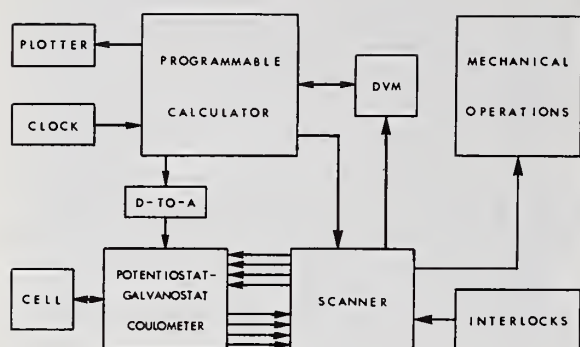 PLOTTER
PROGRAMMABLE
CALCULATOR
DVM
MECHANICAL
OPERATIONS
CLOCK
D-TO-A
POTENTIOSTAT-
GALVANOSTAT
COULOMETER
CELL
SCANNER
INTERLOCKS